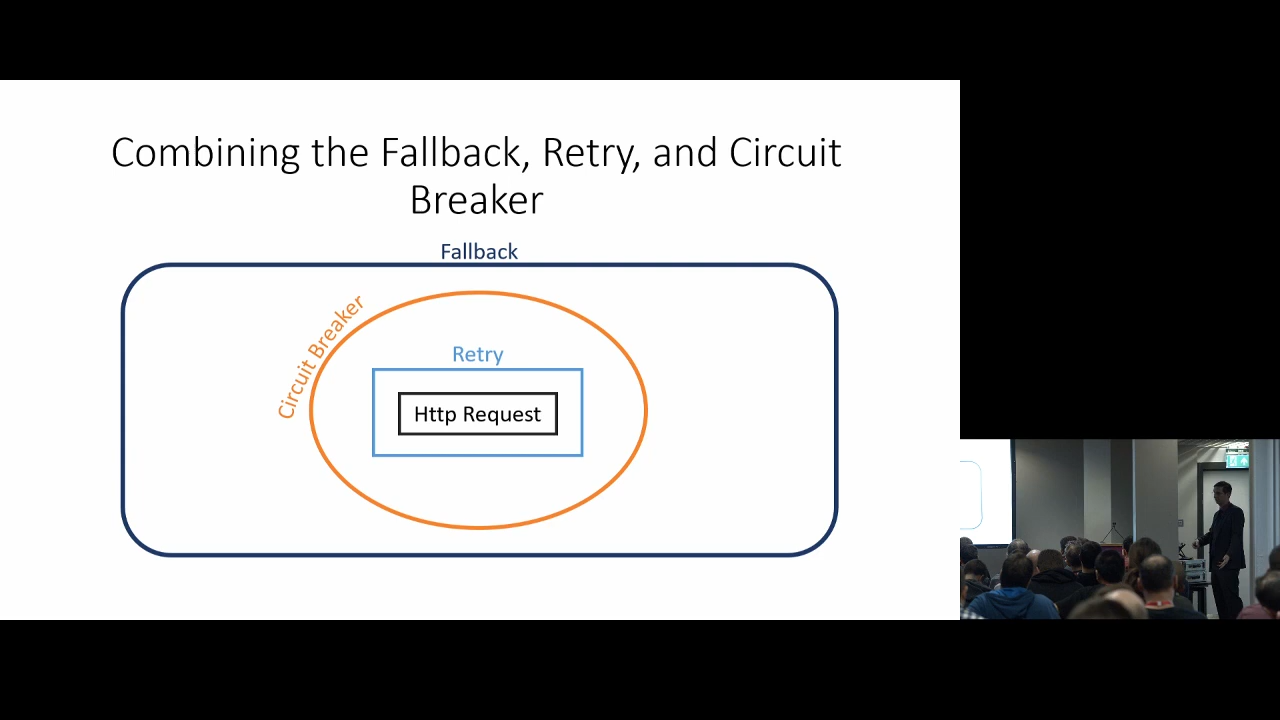 Combining the Fallback, Retry, and Circuit
Breaker
Fallback
Circuit Breaker
Retry
Http Request